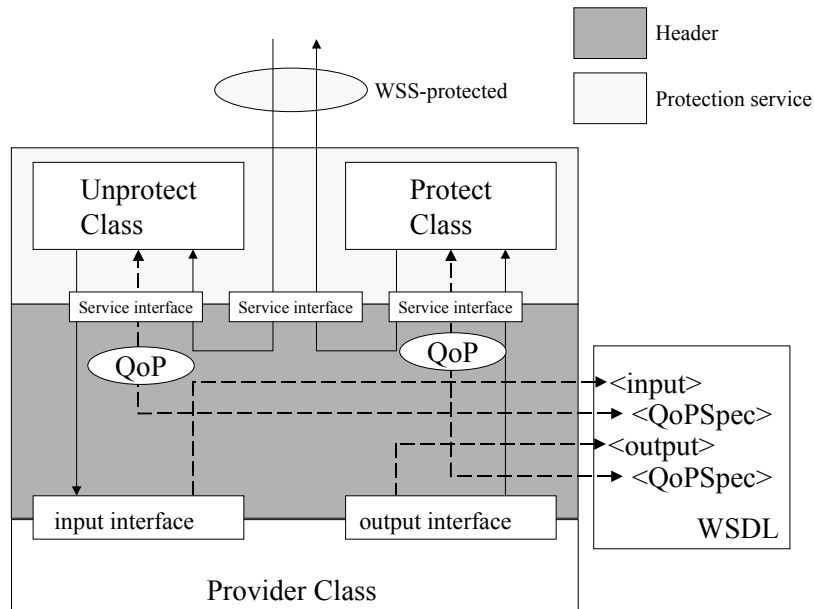 Header
WSS-protected
Protection service
Unprotect
Class
Protect
Class
Service interface
Service interface
Service interface
QoP
QoP
<input>
<QoPSpec>
<output>
<QoPSpec>
WSDL
input interface
output interface
Provider Class